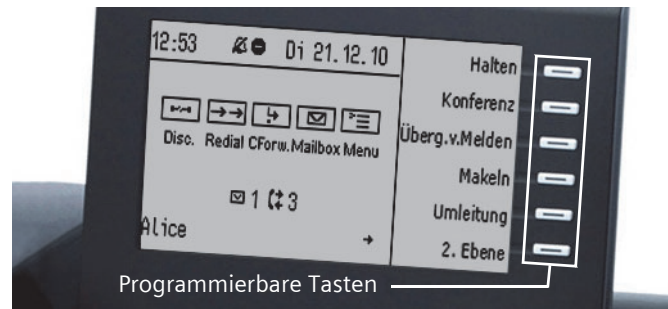 12:53 Di 21.12.10
Disc. Redial CForw. Mailbox Menu
1 3
Alice
Halten
Konferenz
Überg.v.Melden
Makeln
Umleitung
2. Ebene
Programmierbare Tasten